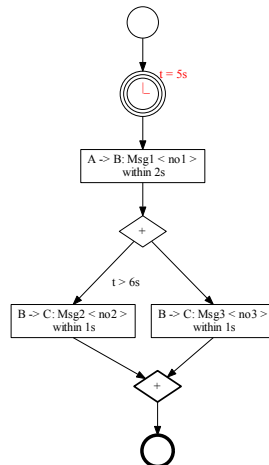 t = 5s
A -> B: Msg1 < no1 >
within 2s
+
t > 6s
B -> C: Msg2 < no2 >
within 1s
B -> C: Msg3 < no3 >
within 1s
+